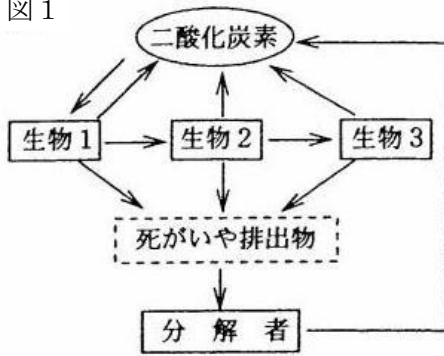 図1
二酸化炭素
生物1 生物2 生物3
死がいや排出物
分解者